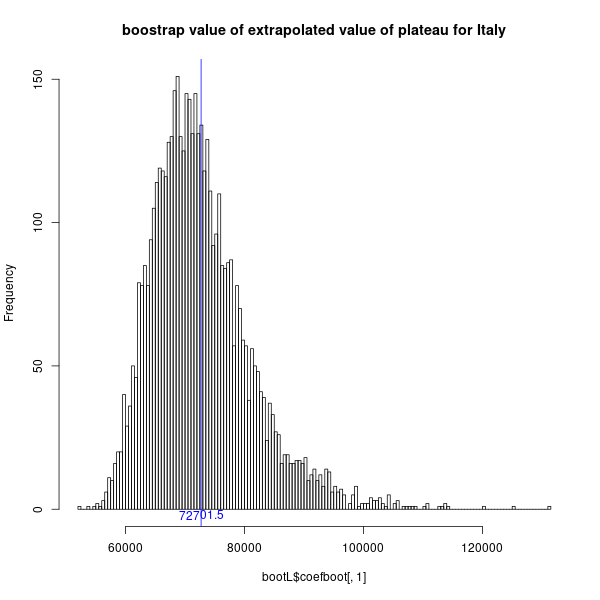 boostrap value of extrapolated value of plateau for Italy
150
100
50
0
Frequency
72701.5
60000 80000 100000 120000
bootL$coefboot[, 1]